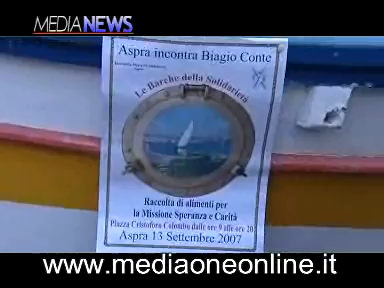 MEDIANEWS
Aspra incontra Biagio Conte
Le Barche della Solidarietà
Raccolta di alimenti per
la Missione Speranza e Carità
Piazza Cristoforo Colombo dalle ore 9 alle ore 20
Aspra 13 Settembre 2007
www.mediaoneonline.it